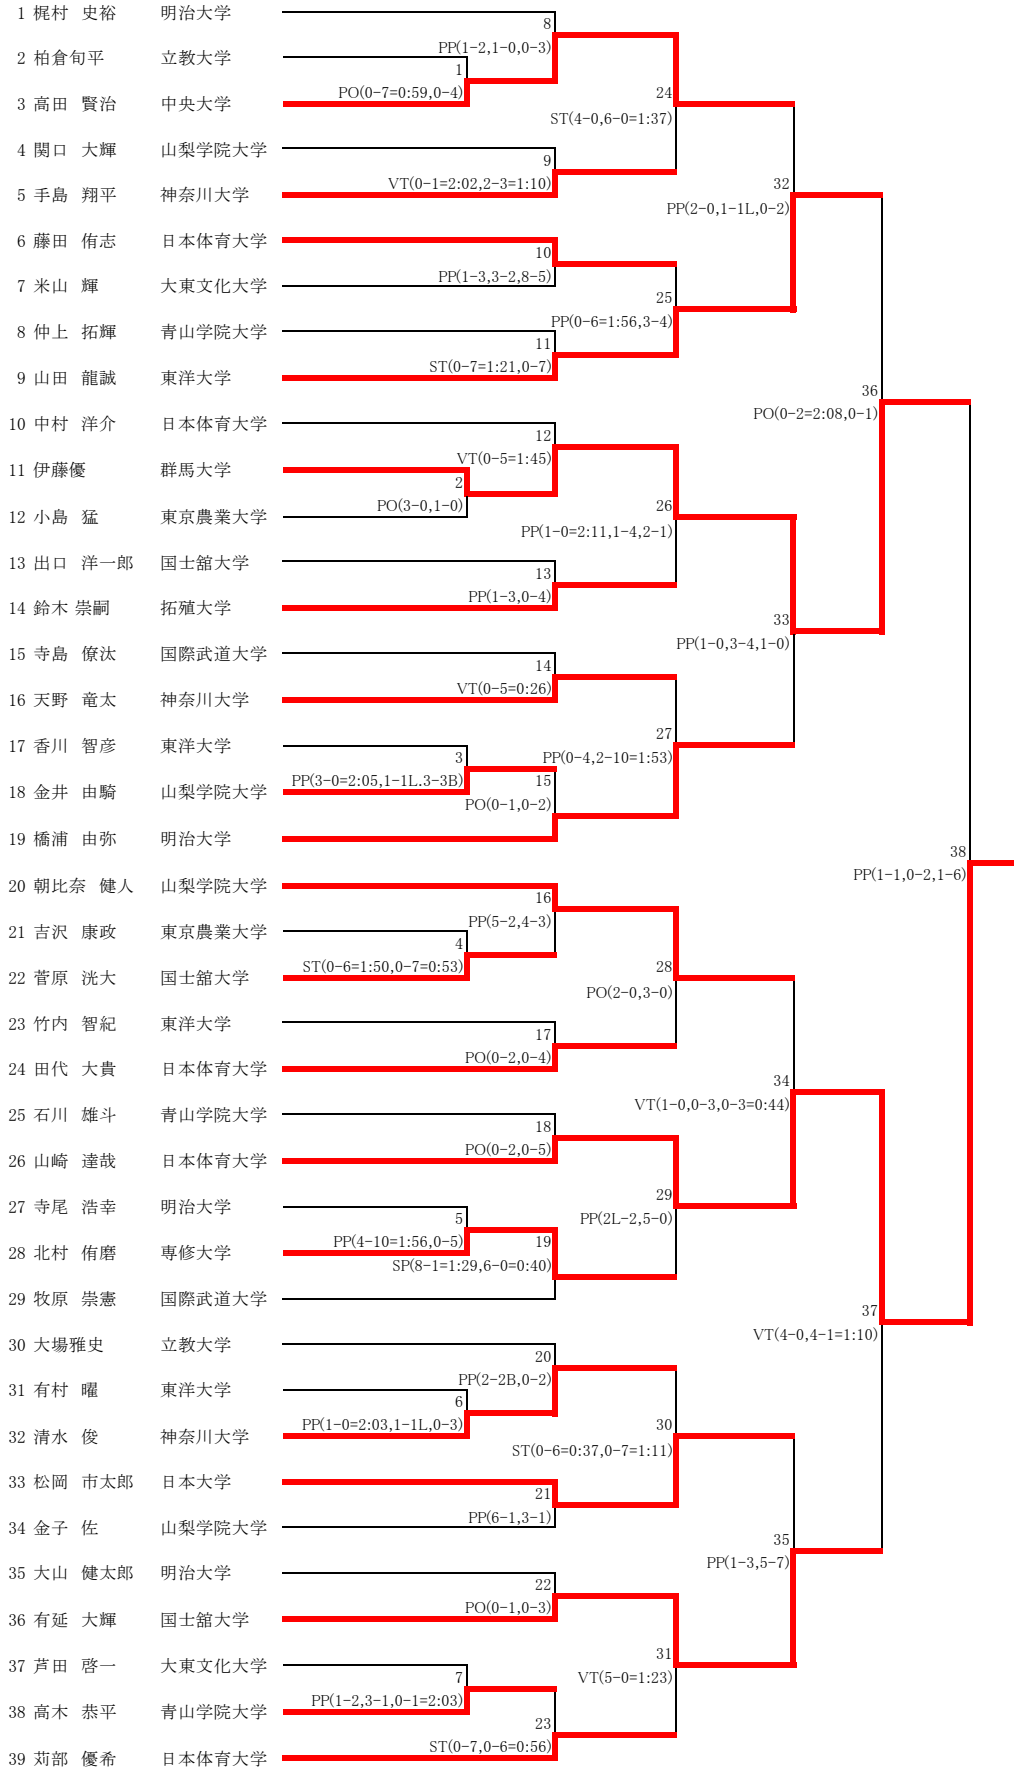 1 梶村 史裕 明治大学
8
PP(1-2,1-0,0-3)
2 柏倉旬平 立教大学
1
PO(0-7=0:59,0-4)
24
3 高田 賢治 中央大学
ST(4-0,6-0=1:37)
4 関口 大輝 山梨学院大学
9
VT(0-1=2:02,2-3=1:10)
32
5 手島 翔平 神奈川大学
PP(2-0,1-1L,0-2)
6 藤田 侑志 日本体育大学
10
PP(1-3,3-2,8-5)
7 米山 輝 大東文化大学
25
PP(0-6=1:56,3-4)
8 仲上 拓輝 青山学院大学
11
ST(0-7=1:21,0-7)
9 山田 龍誠 東洋大学
36
PO(0-2=2:08,0-1)
10 中村 洋介 日本体育大学
12
VT(0-5=1:45)
11 伊藤優 群馬大学
2
PO(3-0,1-0)
26
12 小島 猛 東京農業大学
PP(1-0=2:11,1-4,2-1)
13 出口 洋一郎 国士舘大学
13
PP(1-3,0-4)
14 鈴木 崇嗣 拓殖大学
33
PP(1-0,3-4,1-0)
15 寺島 僚汰 国際武道大学
14
VT(0-5=0:26)
16 天野 竜太 神奈川大学
27
17 香川 智彦 東洋大学
3
PP(0-4,2-10=1:53)
PP(3-0=2:05,1-1L.3-3B)
15
18 金井 由騎 山梨学院大学
PO(0-1,0-2)
19 橋浦 由弥 明治大学
38
PP(1-1,0-2,1-6)
20 朝比奈 健人 山梨学院大学
16
PP(5-2,4-3)
21 吉沢 康政 東京農業大学
4
ST(0-6=1:50,0-7=0:53)
28
22 菅原 洸大 国士舘大学
PO(2-0,3-0)
23 竹内 智紀 東洋大学
17
PO(0-2,0-4)
24 田代 大貴 日本体育大学
34
VT(1-0,0-3,0-3=0:44)
25 石川 雄斗 青山学院大学
18
PO(0-2,0-5)
26 山崎 達哉 日本体育大学
29
27 寺尾 浩幸 明治大学
5
PP(2L-2,5-0)
PP(4-10=1:56,0-5)
19
28 北村 侑磨 専修大学
SP(8-1=1:29,6-0=0:40)
29 牧原 崇憲 国際武道大学
37
VT(4-0,4-1=1:10)
30 大場雅史 立教大学
20
PP(2-2B,0-2)
31 有村 曜 東洋大学
6
PP(1-0=2:03,1-1L,0-3)
30
32 清水 俊 神奈川大学
ST(0-6=0:37,0-7=1:11)
33 松岡 市太郎 日本大学
21
PP(6-1,3-1)
34 金子 佐 山梨学院大学
35
PP(1-3,5-7)
35 大山 健太郎 明治大学
22
PO(0-1,0-3)
36 有延 大輝 国士舘大学
31
37 芦田 啓一 大東文化大学
7
VT(5-0=1:23)
PP(1-2,3-1,0-1=2:03)
38 高木 恭平 青山学院大学
23
ST(0-7,0-6=0:56)
39 苅部 優希 日本体育大学